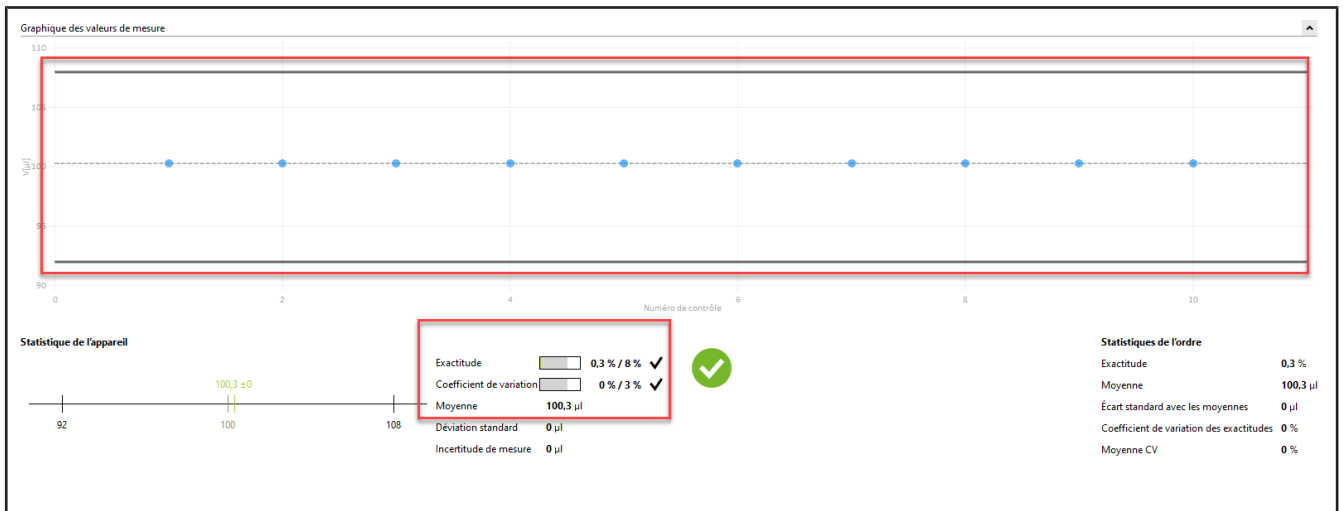 Graphique des valeurs de mesure
110
105
V[µl]
100
95
90
0 2 4 6 8 10
Numéro de contrôle
Statistique de l'appareil
100,3 ±0
92 100 108
Exactitude 0,3 % / 8 %
Coefficient de variation 0 % / 3 %
Moyenne 100,3 µl
Déviation standard 0 µl
Incertitude de mesure 0 µl
Statistiques de l'ordre
Exactitude 0,3 %
Moyenne 100,3 µl
Écart standard avec les moyennes 0 µl
Coefficient de variation des exactitudes 0 %
Moyenne CV 0 %